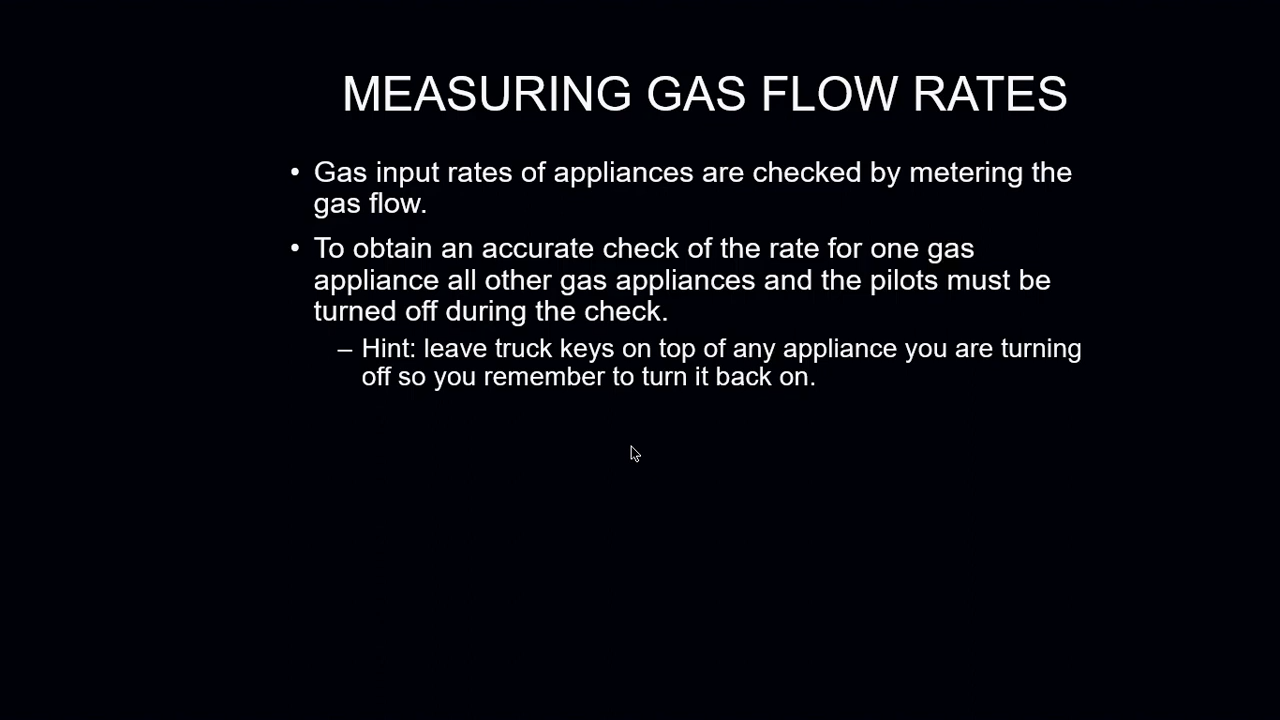 MEASURING GAS FLOW RATES
• Gas input rates of appliances are checked by metering the
gas flow.
• To obtain an accurate check of the rate for one gas
appliance all other gas appliances and the pilots must be
turned off during the check.
– Hint: leave truck keys on top of any appliance you are turning
off so you remember to turn it back on.